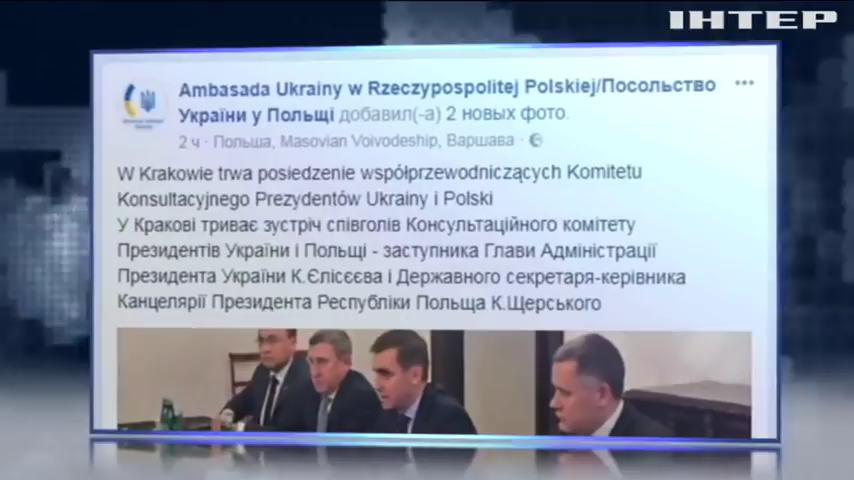 ІНТЕР
Ambasada Ukrainy w Rzeczypospolitej Polskiej/Посольство
України у Польщі добавил(-а) 2 новых фото.
2 ч · Польша, Masovian Voivodeship, Варшава ·
W Krakowie trwa posiedzenie współprzewodniczących Komitetu
Konsultacyjnego Prezydentów Ukrainy i Polski
У Кракові триває зустріч співголів Консультаційного комітету
Президентів України і Польщі - заступника Глави Адміністрації
Президента України К.Єлісєєва і Державного секретаря-керівника
Канцелярії Президента Республіки Польща К.Щерського